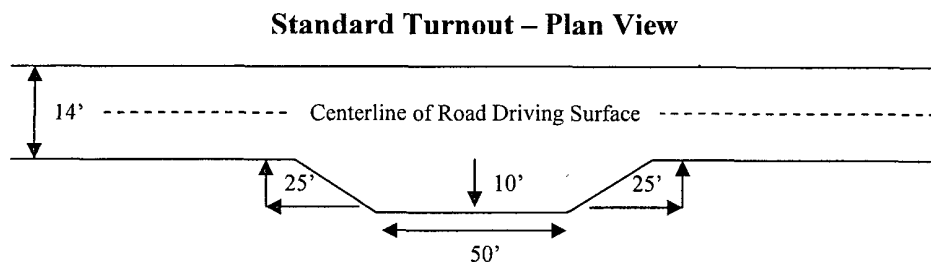 Standard Turnout – Plan View
14'
Centerline of Road Driving Surface
25'
10'
25'
50'